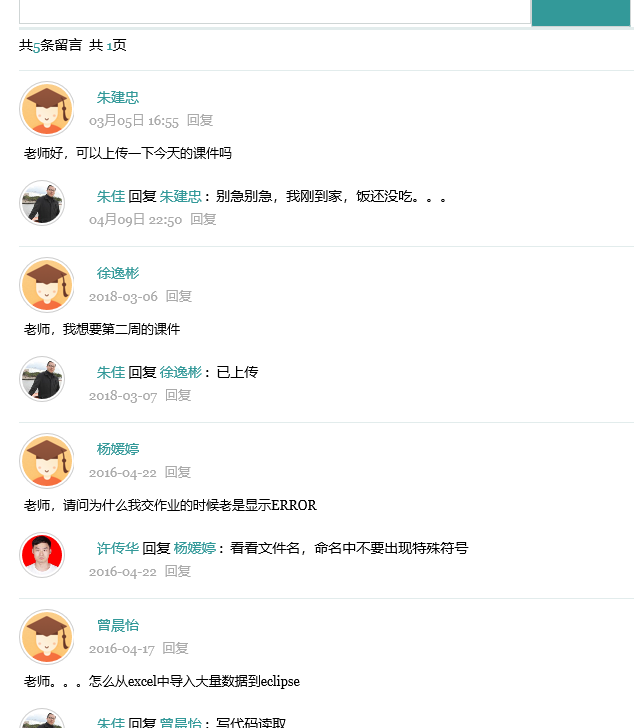 共5条留言 共 1页
朱建忠
03月05日 16:55 回复
老师好，可以上传一下今天的课件吗
朱佳 回复 朱建忠： 别急别急，我刚到家，饭还没吃。。。
04月09日 22:50 回复
徐逸彬
2018-03-06 回复
老师，我想要第二周的课件
朱佳 回复 徐逸彬： 已上传
2018-03-07 回复
杨媛婷
2016-04-22 回复
老师，请问为什么我交作业的时候老是显示ERROR
许传华 回复 杨媛婷： 看看文件名，命名中不要出现特殊符号
2016-04-22 回复
曾晨怡
2016-04-17 回复
老师。。。怎么从excel中导入大量数据到eclipse
朱佳 回复 曾晨怡： 写代码读取